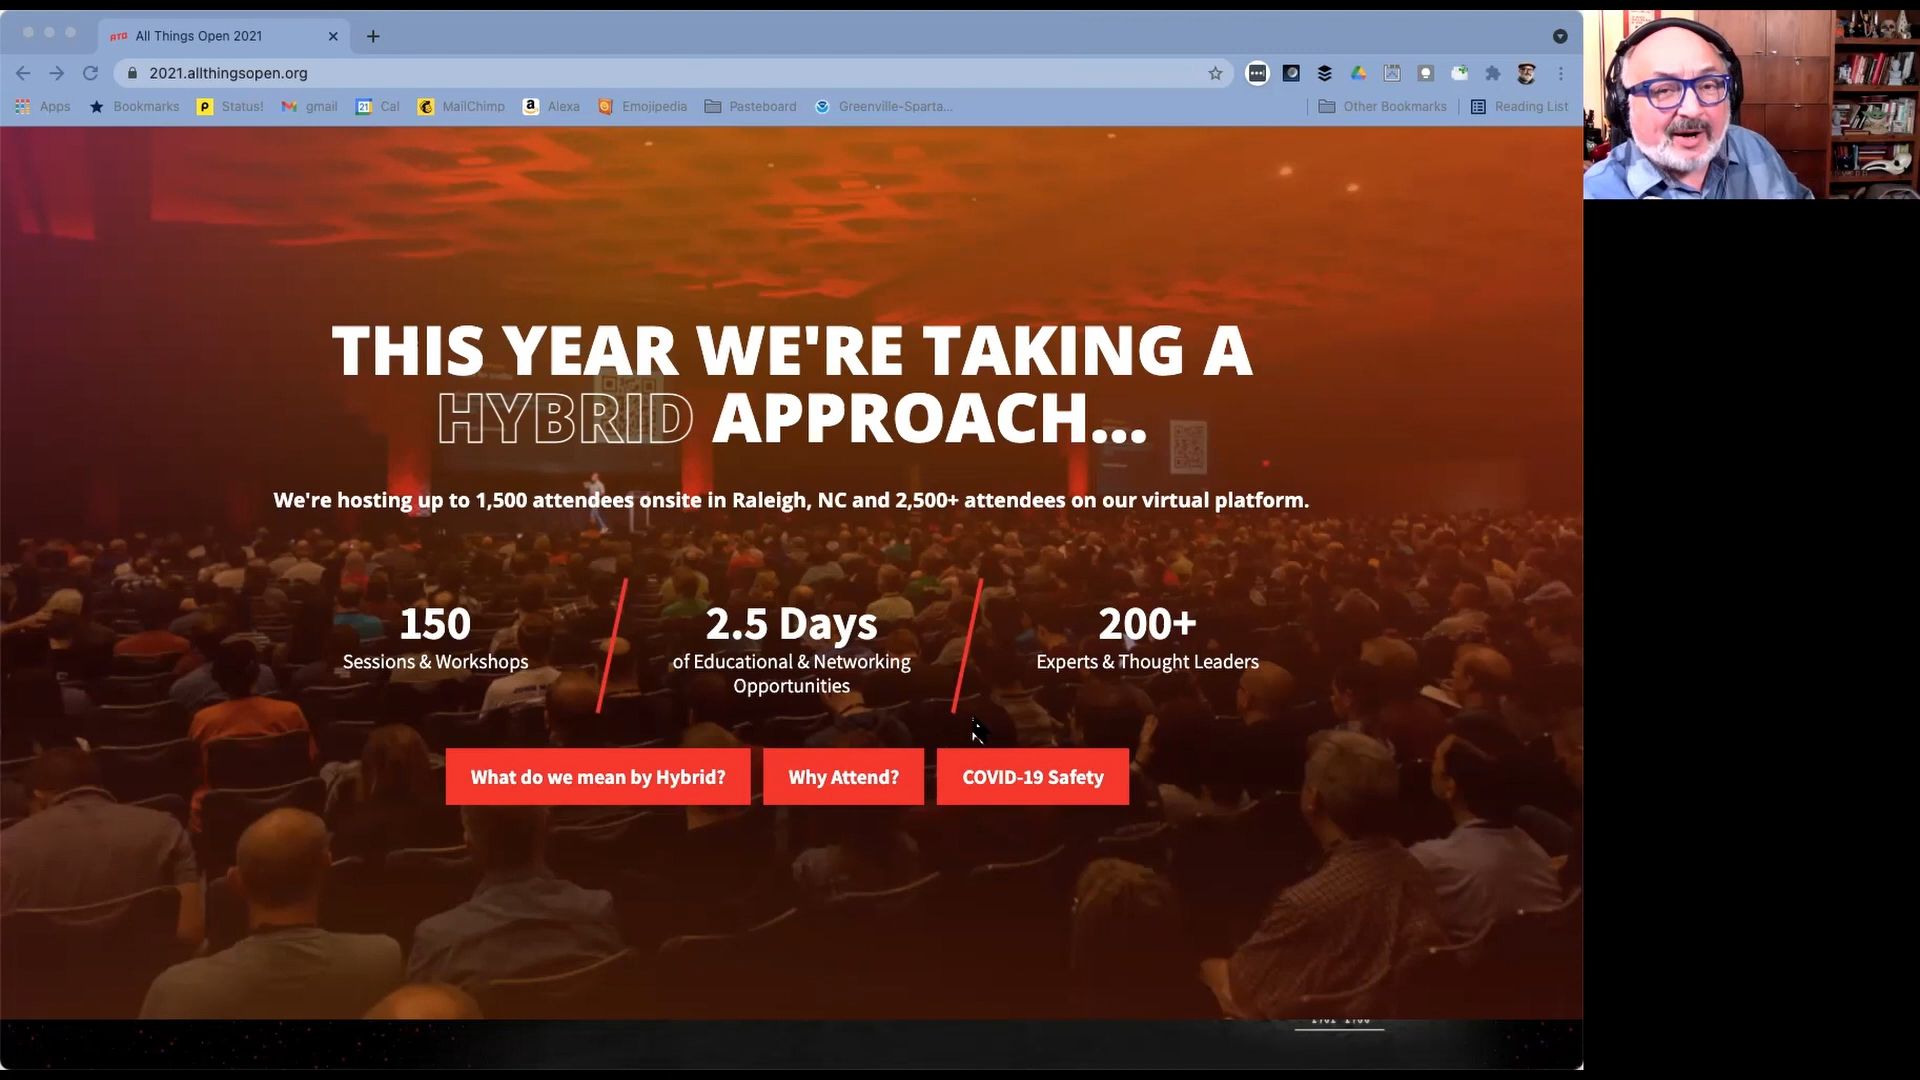 ATO All Things Open 2021
2021.allthingsopen.org
Apps Bookmarks Status! gmail 21 Cal MailChimp Alexa Emojipedia Pasteboard Greenville-Sparta... Other Bookmarks Reading List
THIS YEAR WE'RE TAKING A
HYBRID APPROACH...
We're hosting up to 1,500 attendees onsite in Raleigh, NC and 2,500+ attendees on our virtual platform.
150
Sessions & Workshops
2.5 Days
of Educational & Networking
Opportunities
200+
Experts & Thought Leaders
What do we mean by Hybrid? Why Attend? COVID-19 Safety